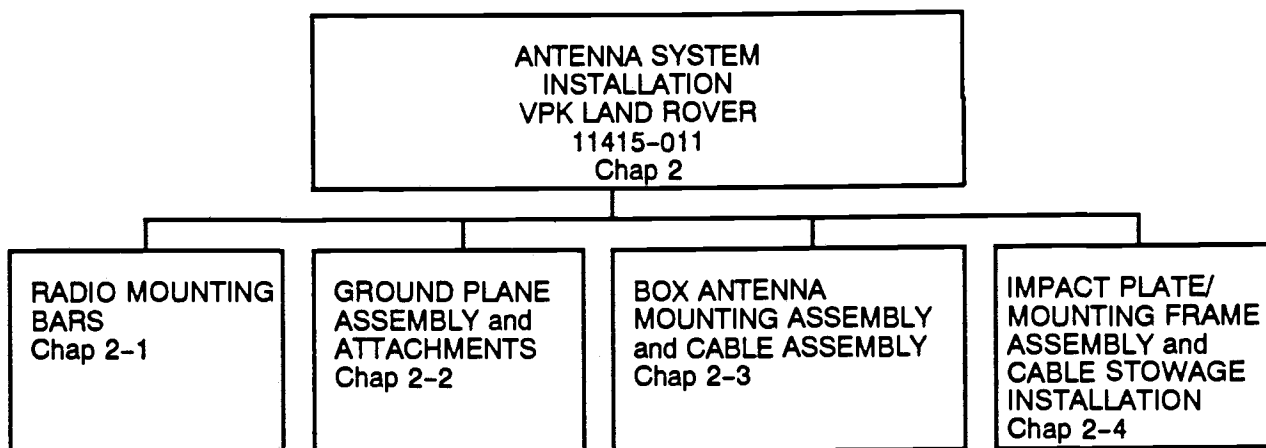 ANTENNA SYSTEM
INSTALLATION
VPK LAND ROVER
11415-011
Chap 2
RADIO MOUNTING
BARS
Chap 2-1
GROUND PLANE
ASSEMBLY and
ATTACHMENTS
Chap 2-2
BOX ANTENNA
MOUNTING ASSEMBLY
and CABLE ASSEMBLY
Chap 2-3
IMPACT PLATE/
MOUNTING FRAME
ASSEMBLY and
CABLE STOWAGE
INSTALLATION
Chap 2-4